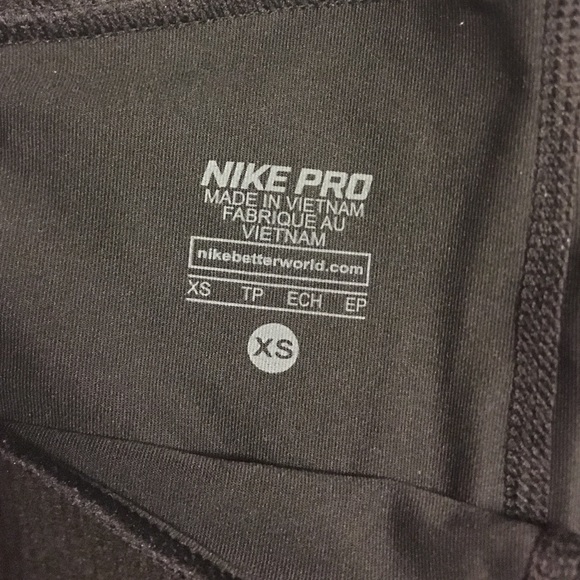 NIKE PRO
MADE IN VIETNAM
FABRIQUE AU
VIETNAM
nikebetterworld.com
XS TP ECH EP
XS